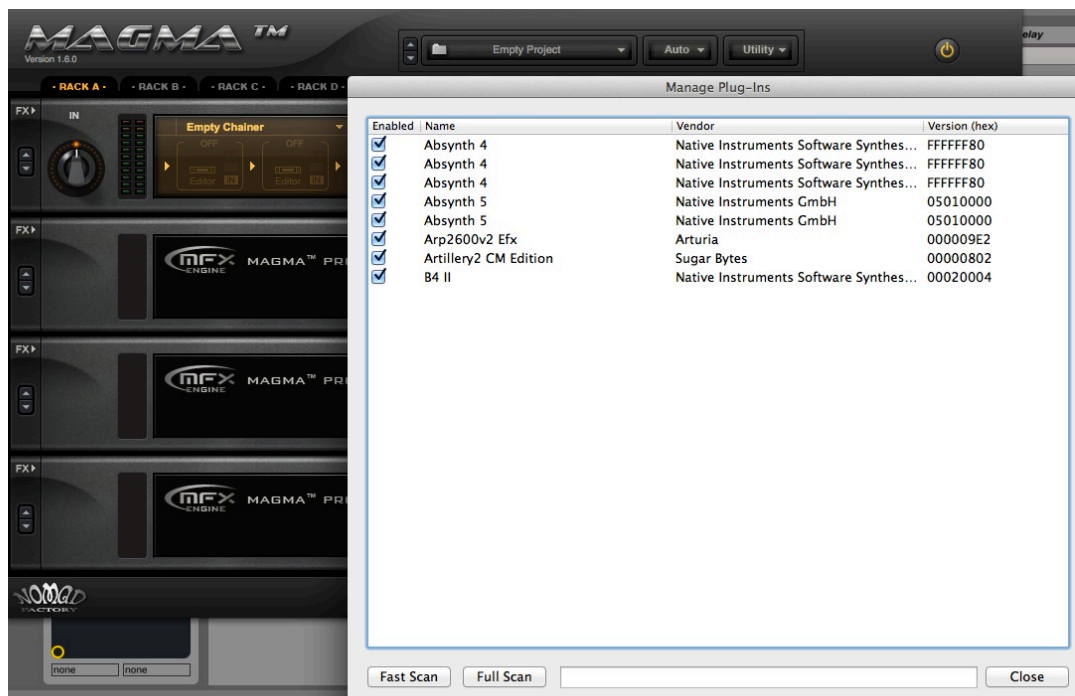 MAGMA ™
Version 1.6.0
Empty Project
Auto
Utility
elay
- RACK A -
- RACK B -
- RACK C -
- RACK D -
Manage Plug-Ins
FX
IN
Empty Chainer
OFF
OFF
Editor
IN
Editor
IN
Enabled Name Vendor Version (hex)
Absynth 4 Native Instruments Software Synthes... FFFFFF80
Absynth 4 Native Instruments Software Synthes... FFFFFF80
Absynth 4 Native Instruments Software Synthes... FFFFFF80
Absynth 5 Native Instruments GmbH 05010000
Absynth 5 Native Instruments GmbH 05010000
Arp2600v2 Efx Arturia 000009E2
Artillery2 CM Edition Sugar Bytes 00000802
B4 II Native Instruments Software Synthes... 00020004
FX
MFX ENGINE
MAGMA™ PR
FX
MFX ENGINE
MAGMA™ PR
FX
MFX ENGINE
MAGMA™ PR
NOMAD
FACTORY
none
none
Fast Scan
Full Scan
Close